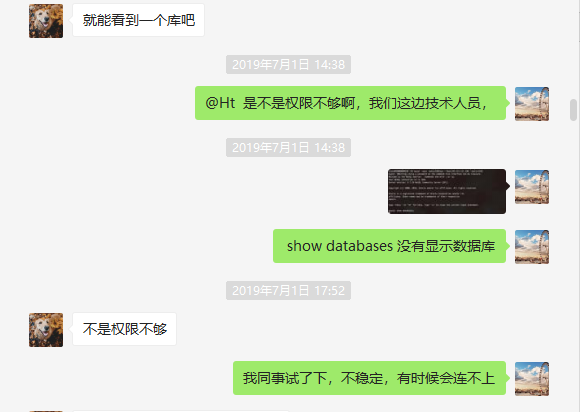 就能看到一个库吧
2019年7月1日 14:38
@Ht 是不是权限不够啊，我们这边技术人员，
2019年7月1日 14:38
show databases 没有显示数据库
2019年7月1日 17:52
不是权限不够
我同事试了下，不稳定，有时候会连不上